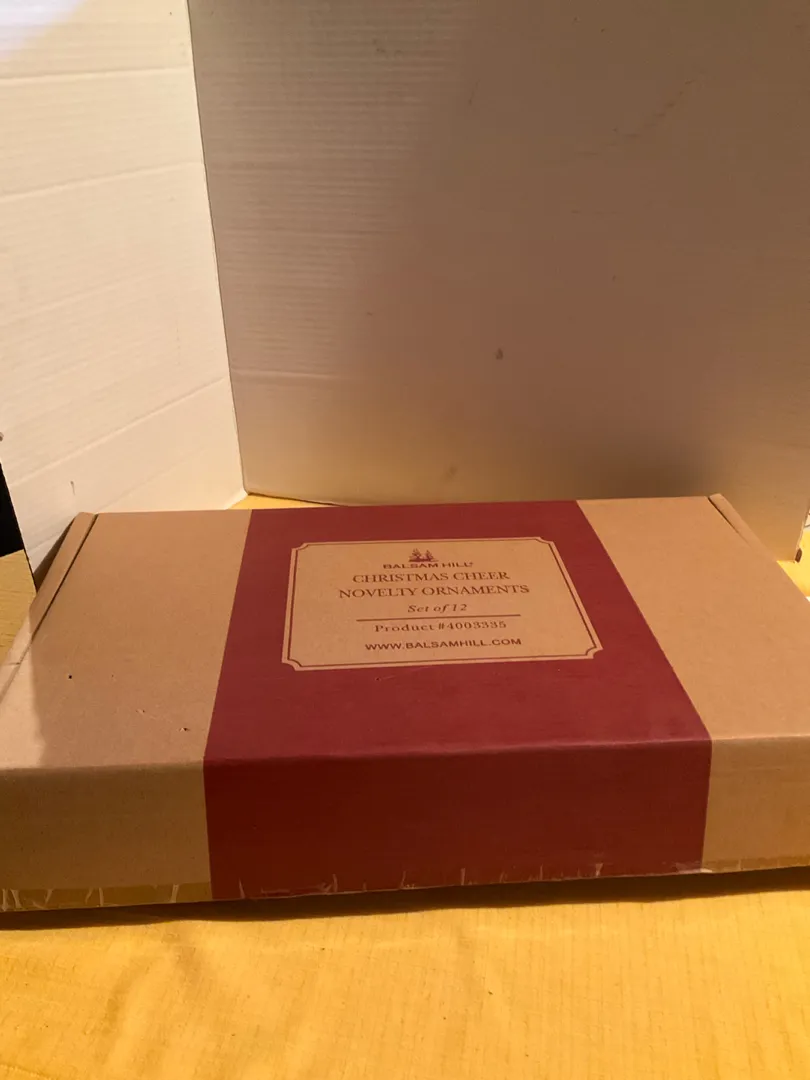 BALSAM HILL®
CHRISTMAS CHEER
NOVELTY ORNAMENTS
Set of 12
Product #4003335
WWW.BALSAMHILL.COM